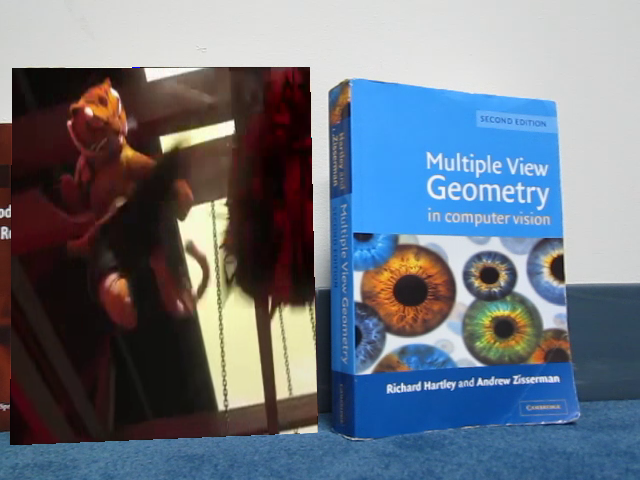 SECOND EDITION
Multiple View
Geometry
in computer vision
Richard Hartley and Andrew Zisserman
CAMBRIDGE
Hartley and
Zisserman
Multiple View Geometry